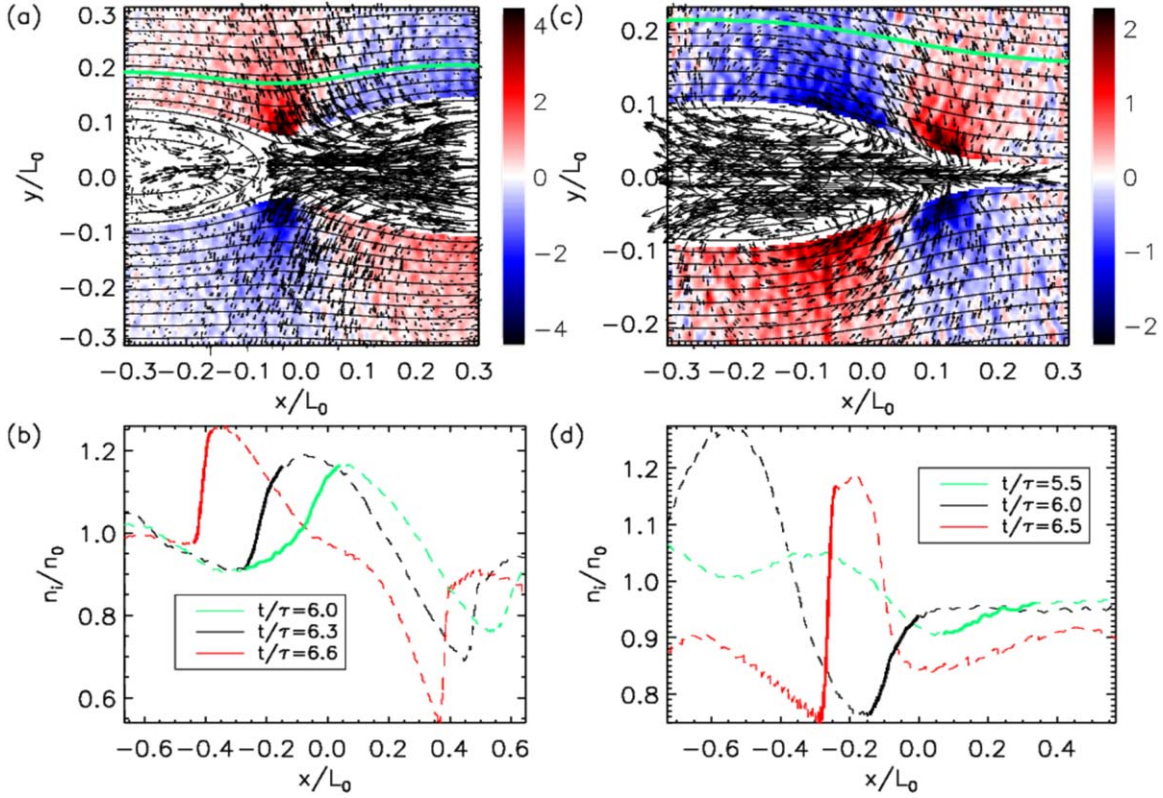 (a)
y/L₀
0.3
0.2
0.1
0.0
−0.1
−0.2
−0.3
−0.3 −0.2 −0.1 0.0 0.1 0.2 0.3
x/L₀
4
2
0
−2
−4
(c)
y/L₀
0.2
0.1
0.0
−0.1
−0.2
−0.3 −0.2 −0.1 0.0 0.1 0.2 0.3
x/L₀
2
1
0
−1
−2
(b)
nᵢ/n₀
1.2
1.0
0.8
0.6
t/τ=6.0
t/τ=6.3
t/τ=6.6
−0.6 −0.4 −0.2 0.0 0.2 0.4 0.6
x/L₀
(d)
nᵢ/n₀
1.2
1.1
1.0
0.9
0.8
t/τ=5.5
t/τ=6.0
t/τ=6.5
−0.6 −0.4 −0.2 0.0 0.2 0.4
x/L₀